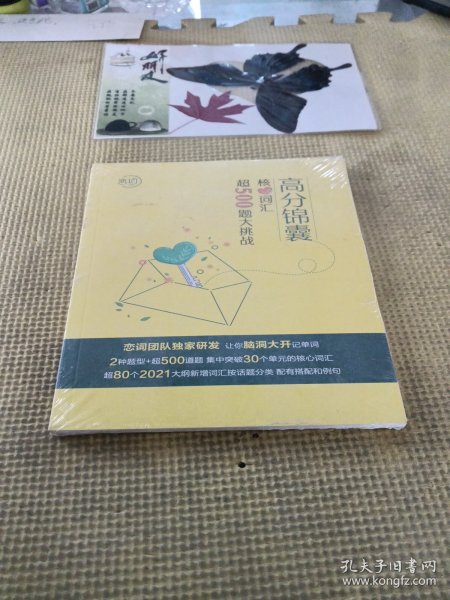 恋词
高分锦囊
核心词汇
超500题大挑战
恋词团队独家研发 让你脑洞大开记单词
2种题型+超500道题 集中突破30个单元的核心词汇
超80个2021大纲新增词汇按话题分类 配有搭配和例句
孔夫子旧书网
www.kongfz.com